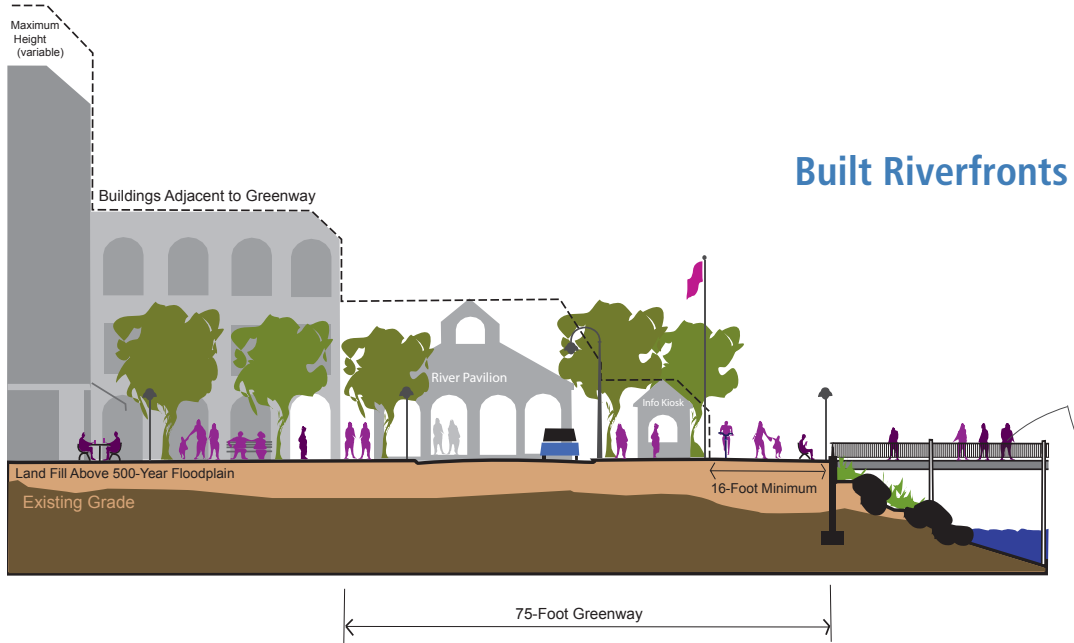 Maximum
Height
(variable)
Built Riverfronts
Buildings Adjacent to Greenway
River Pavilion
Info Kiosk
Land Fill Above 500-Year Floodplain
16-Foot Minimum
Existing Grade
75-Foot Greenway